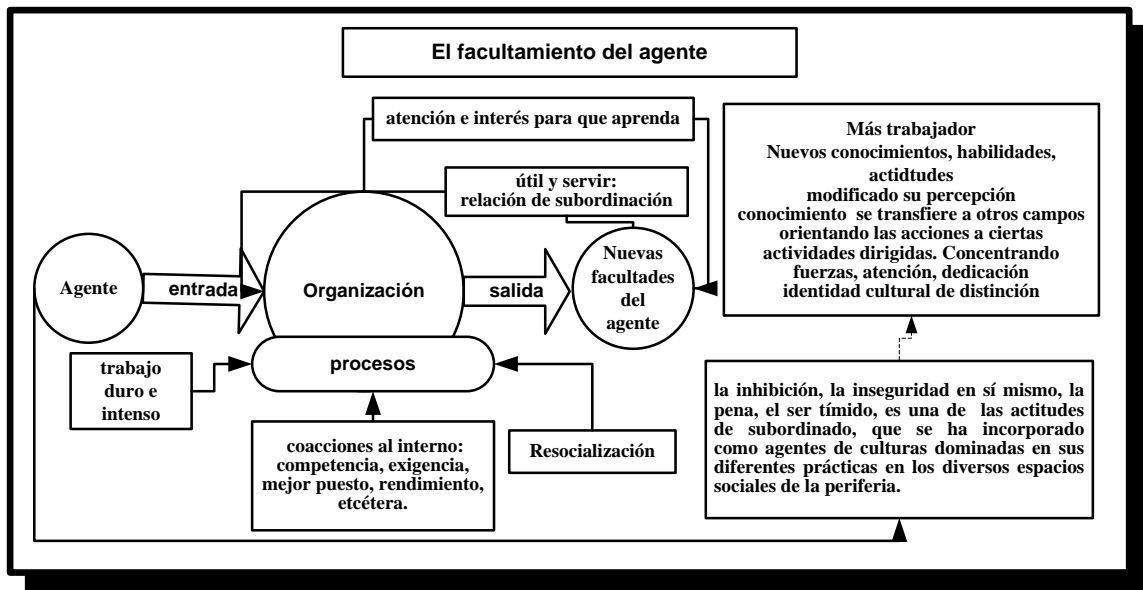 El facultamiento del agente
atención e interés para que aprenda
útil y servir:
relación de subordinación
Más trabajador
Nuevos conocimientos, habilidades,
actidtudes
modificado su percepción
conocimiento se transfiere a otros campos
orientando las acciones a ciertas
actividades dirigidas. Concentrando
fuerzas, atención, dedicación
identidad cultural de distinción
Agente
entrada
Organización
salida
Nuevas
facultades
del
agente
procesos
trabajo
duro e
intenso
coacciones al interno:
competencia, exigencia,
mejor puesto, rendimiento,
etcétera.
Resocialización
la inhibición, la inseguridad en sí mismo, la
pena, el ser tímido, es una de las actitudes
de subordinado, que se ha incorporado
como agentes de culturas dominadas en sus
diferentes prácticas en los diversos espacios
sociales de la periferia.